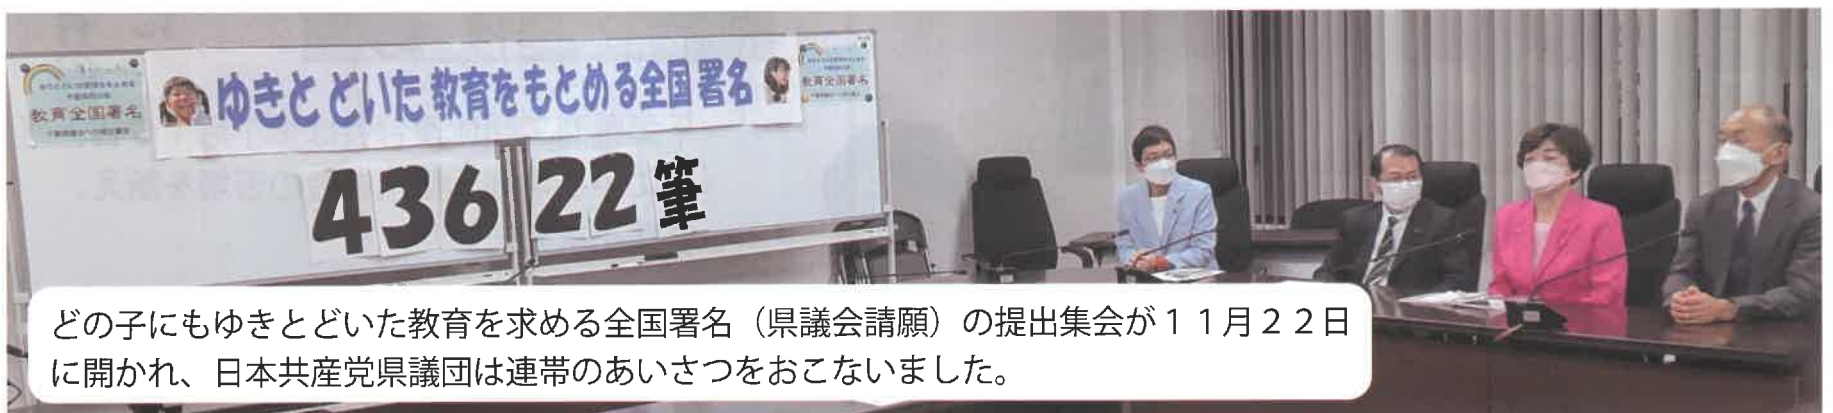 教育全国署名
ゆきとどいた教育をもとめる全国署名
教育全国署名
43622筆
どの子にもゆきとどいた教育を求める全国署名（県議会請願）の提出集会が１１月２２日
に開かれ、日本共産党県議団は連帯のあいさつをおこないました。